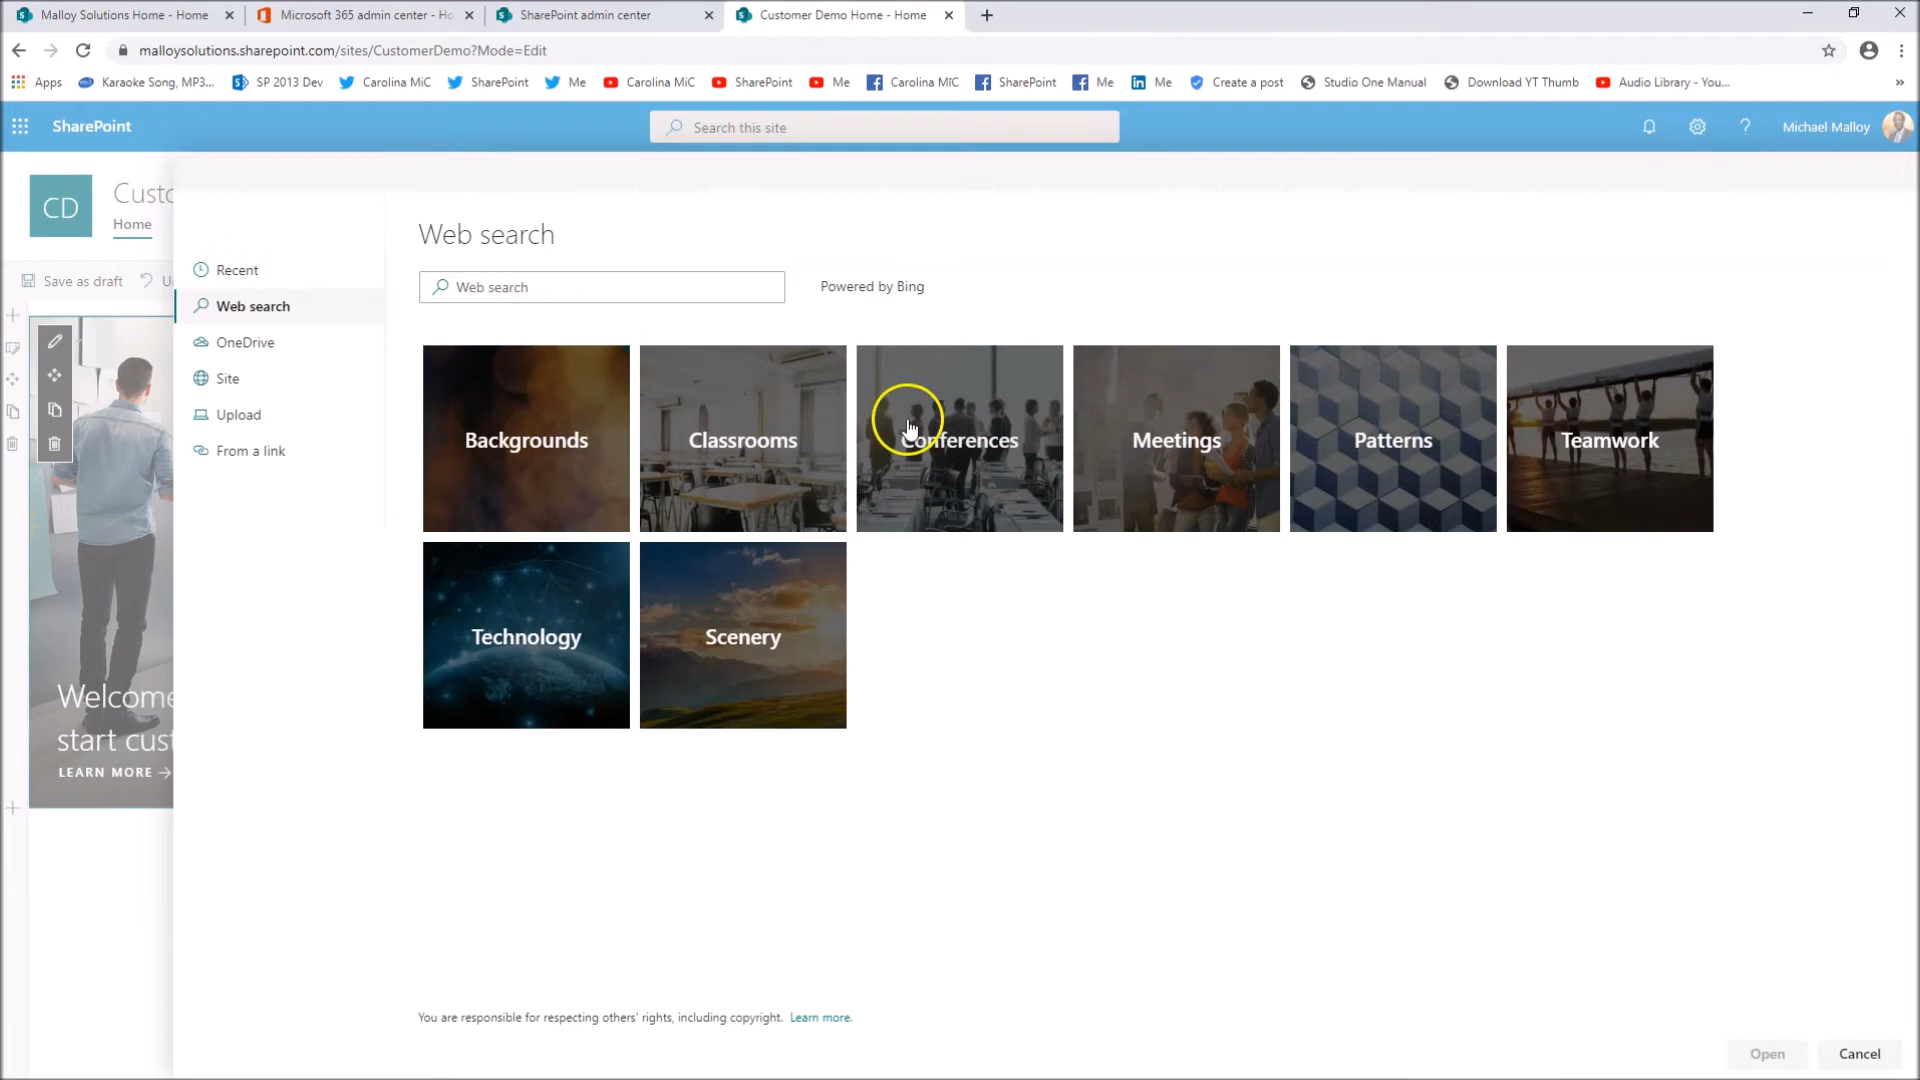 Malloy Solutions Home - Home
Microsoft 365 admin center - Ho
SharePoint admin center
Customer Demo Home - Home
malloysolutions.sharepoint.com/sites/CustomerDemo?Mode=Edit
Apps
Karaoke Song, MP3...
SP 2013 Dev
Carolina MiC
SharePoint
Me
Carolina MiC
SharePoint
Me
Carolina MIC
SharePoint
Me
Me
Create a post
Studio One Manual
Download YT Thumb
Audio Library - You...
SharePoint
Search this site
Michael Malloy
CD
Custo
Home
Save as draft
U
Recent
Web search
OneDrive
Site
Upload
From a link
Web search
Web search
Powered by Bing
Backgrounds
Classrooms
Conferences
Meetings
Patterns
Teamwork
Technology
Scenery
Welcome
start cust
LEARN MORE →
You are responsible for respecting others' rights, including copyright. Learn more.
Open
Cancel